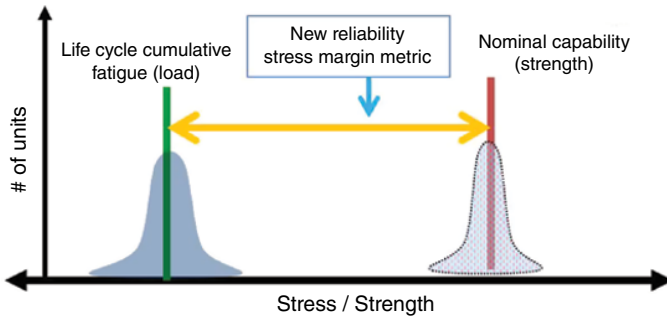 Life cycle cumulative
fatigue (load)
New reliability
stress margin metric
Nominal capability
(strength)
# of units
Stress / Strength